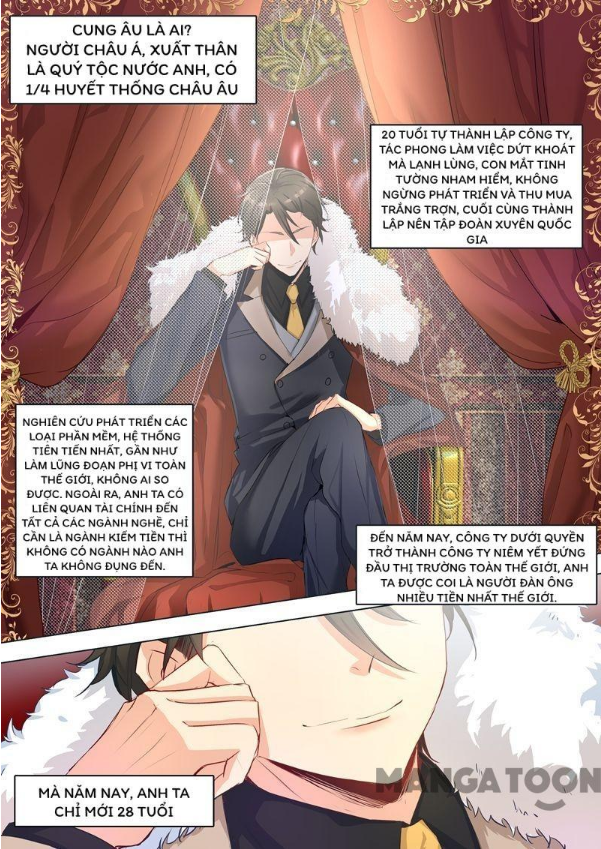 CUNG ÂU LÀ AI?
NGƯỜI CHÂU Á, XUẤT THÂN
LÀ QUÝ TỘC NƯỚC ANH, CÓ
1/4 HUYẾT THỐNG CHÂU ÂU
20 TUỔI TỰ THÀNH LẬP CÔNG TY,
TÁC PHONG LÀM VIỆC DỨT KHOÁT
MÀ LẠNH LÙNG, CON MẮT TINH
TƯỜNG NHAM HIỂM, KHÔNG
NGỪNG PHÁT TRIỂN VÀ THU MUA
TRẮNG TRỢN, CUỐI CÙNG THÀNH
LẬP NÊN TẬP ĐOÀN XUYÊN QUỐC
GIA
NGHIÊN CỨU PHÁT TRIỂN CÁC
LOẠI PHẦN MỀM, HỆ THỐNG
TIÊN TIẾN NHẤT, GẦN NHƯ
LÀM LŨNG ĐOẠN PHỊ VI TOÀN
THẾ GIỚI, KHÔNG AI SO
ĐƯỢC. NGOÀI RA, ANH TA CÓ
LIÊN QUAN TÀI CHÍNH ĐẾN
TẤT CẢ CÁC NGÀNH NGHỀ, CHỈ
CẦN LÀ NGÀNH KIẾM TIỀN THÌ
KHÔNG CÓ NGÀNH NÀO ANH
TA KHÔNG ĐỤNG ĐẾN.
ĐẾN NĂM NAY, CÔNG TY DƯỚI QUYỀN
TRỞ THÀNH CÔNG TY NIÊM YẾT ĐỨNG
ĐẦU THỊ TRƯỜNG TOÀN THẾ GIỚI, ANH
TA ĐƯỢC COI LÀ NGƯỜI ĐÀN ÔNG
NHIỀU TIỀN NHẤT THẾ GIỚI.
MANGATOON
MÀ NĂM NAY, ANH TA
CHỈ MỚI 28 TUỔI